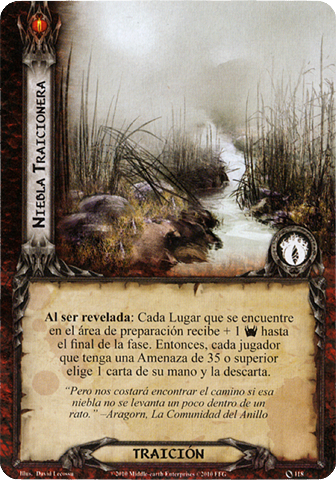 NIEBLA TRAICIONERA
Al ser revelada: Cada Lugar que se encuentre
en el área de preparación recibe + 1 hasta
el final de la fase. Entonces, cada jugador
que tenga una Amenaza de 35 o superior
elige 1 carta de su mano y la descarta.
“Pero nos costará encontrar el camino si esa
niebla no se levanta un poco dentro de un
rato.” –Aragorn, La Comunidad del Anillo
TRAICIÓN
Illus. David Lecossu ©2010 Middle-earth Enterprises ©2010 FFG 118